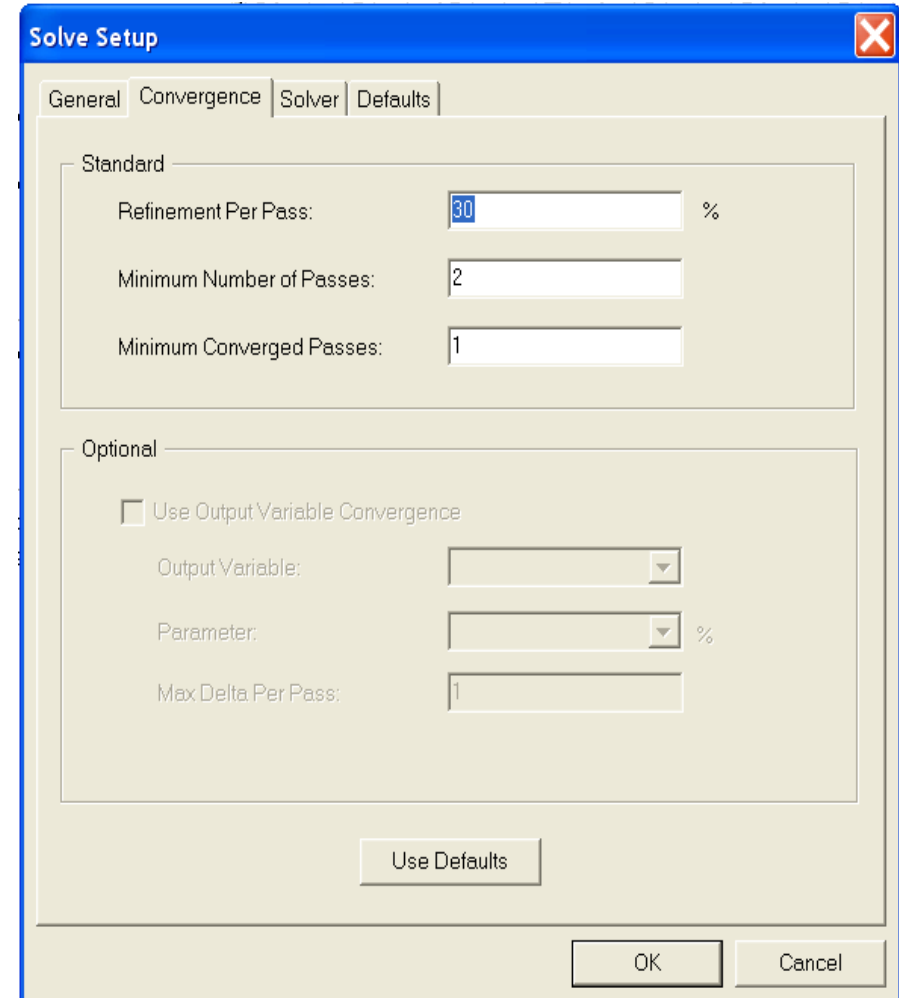 Solve Setup
General Convergence Solver Defaults
Standard
Refinement Per Pass: 30 %
Minimum Number of Passes: 2
Minimum Converged Passes: 1
Optional
Use Output Variable Convergence
Output Variable:
Parameter: %
Max Delta Per Pass: 1
Use Defaults
OK Cancel